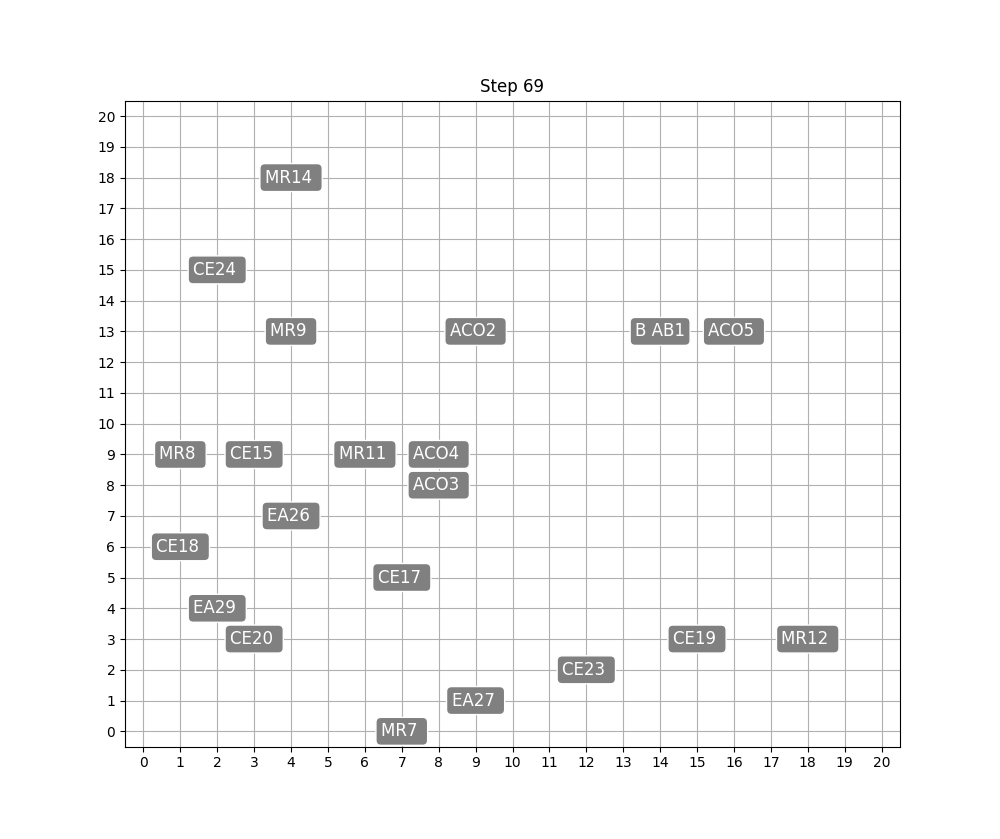 Step 69
20
19
18
17
16
15
14
13
12
11
10
9
8
7
6
5
4
3
2
1
0
MR14
CE24
MR9 ACO2 B AB1 ACO5
MR8 CE15 MR11 ACO4
ACO3
EA26
CE18
CE17
EA29
CE20 CE19 MR12
CE23
EA27
MR7
0 1 2 3 4 5 6 7 8 9 10 11 12 13 14 15 16 17 18 19 20